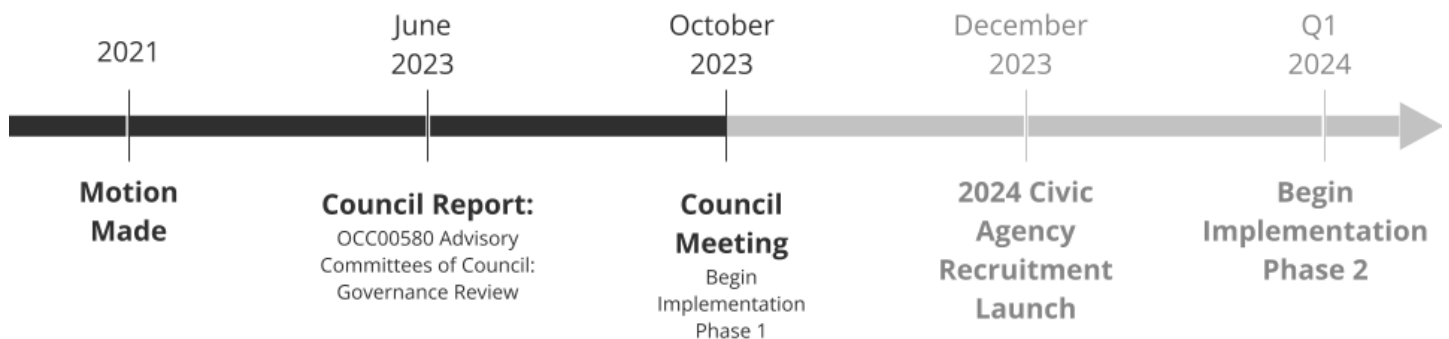 2021
June
2023
October
2023
December
2023
Q1
2024
Motion
Made
Council Report:
OCC00580 Advisory
Committees of Council:
Governance Review
Council
Meeting
Begin
Implementation
Phase 1
2024 Civic
Agency
Recruitment
Launch
Begin
Implementation
Phase 2